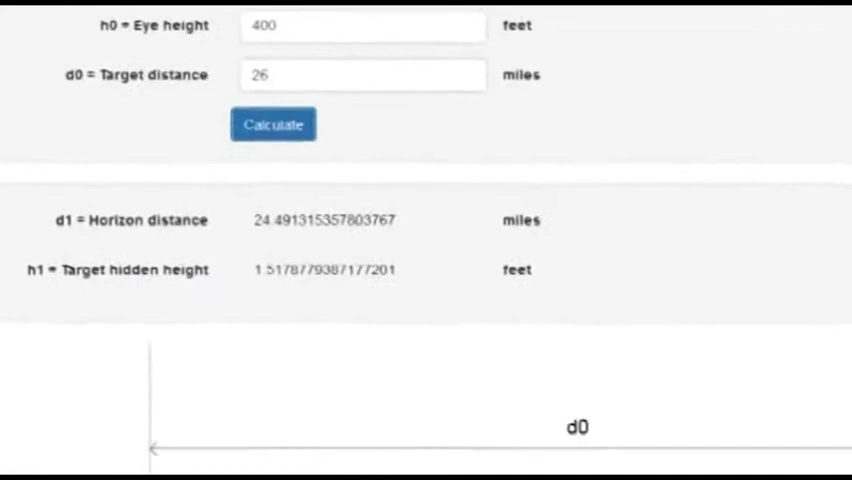 h0 = Eye height 400 feet
d0 = Target distance 26 miles
Calculate
d1 = Horizon distance 24.491315357803767 miles
h1 = Target hidden height 1.5178779387177201 feet
d0